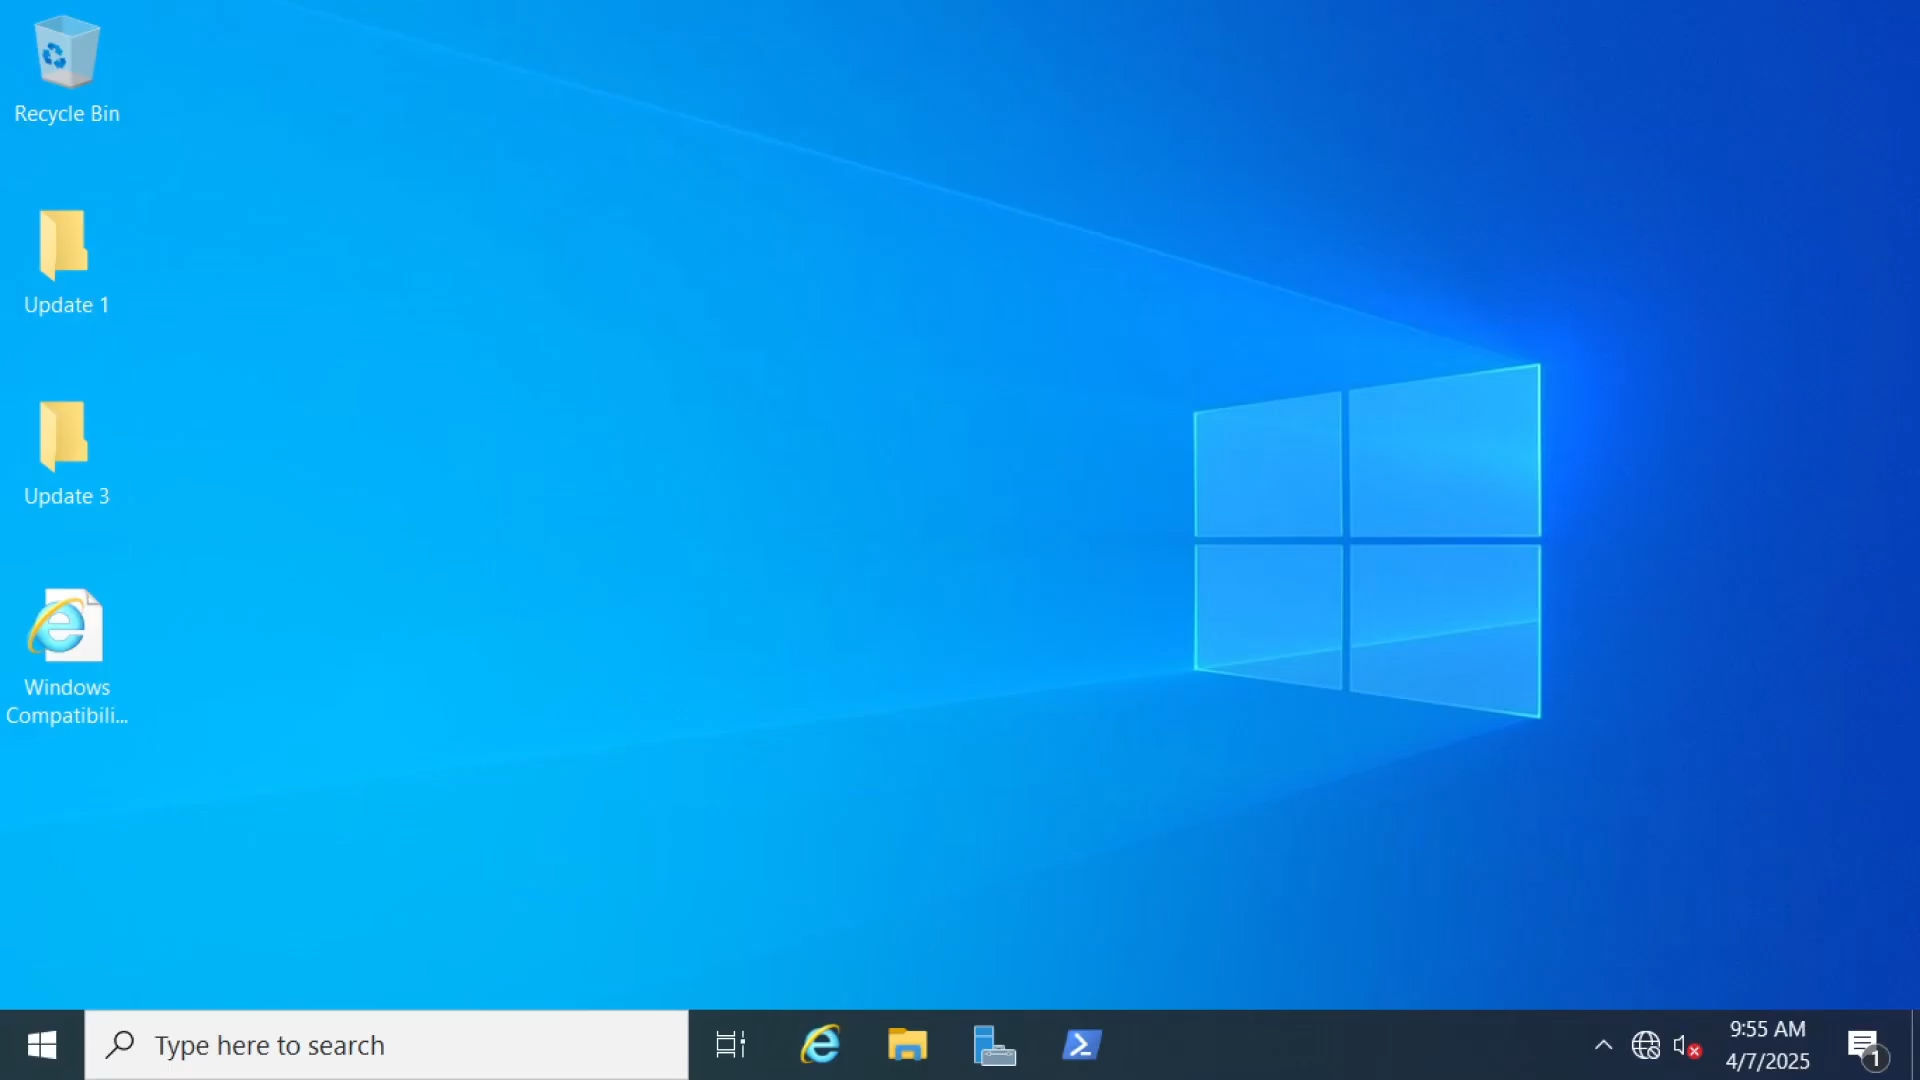 Recycle Bin
Update 1
Update 3
Windows
Compatibili...
Type here to search
9:55 AM
4/7/2025
1